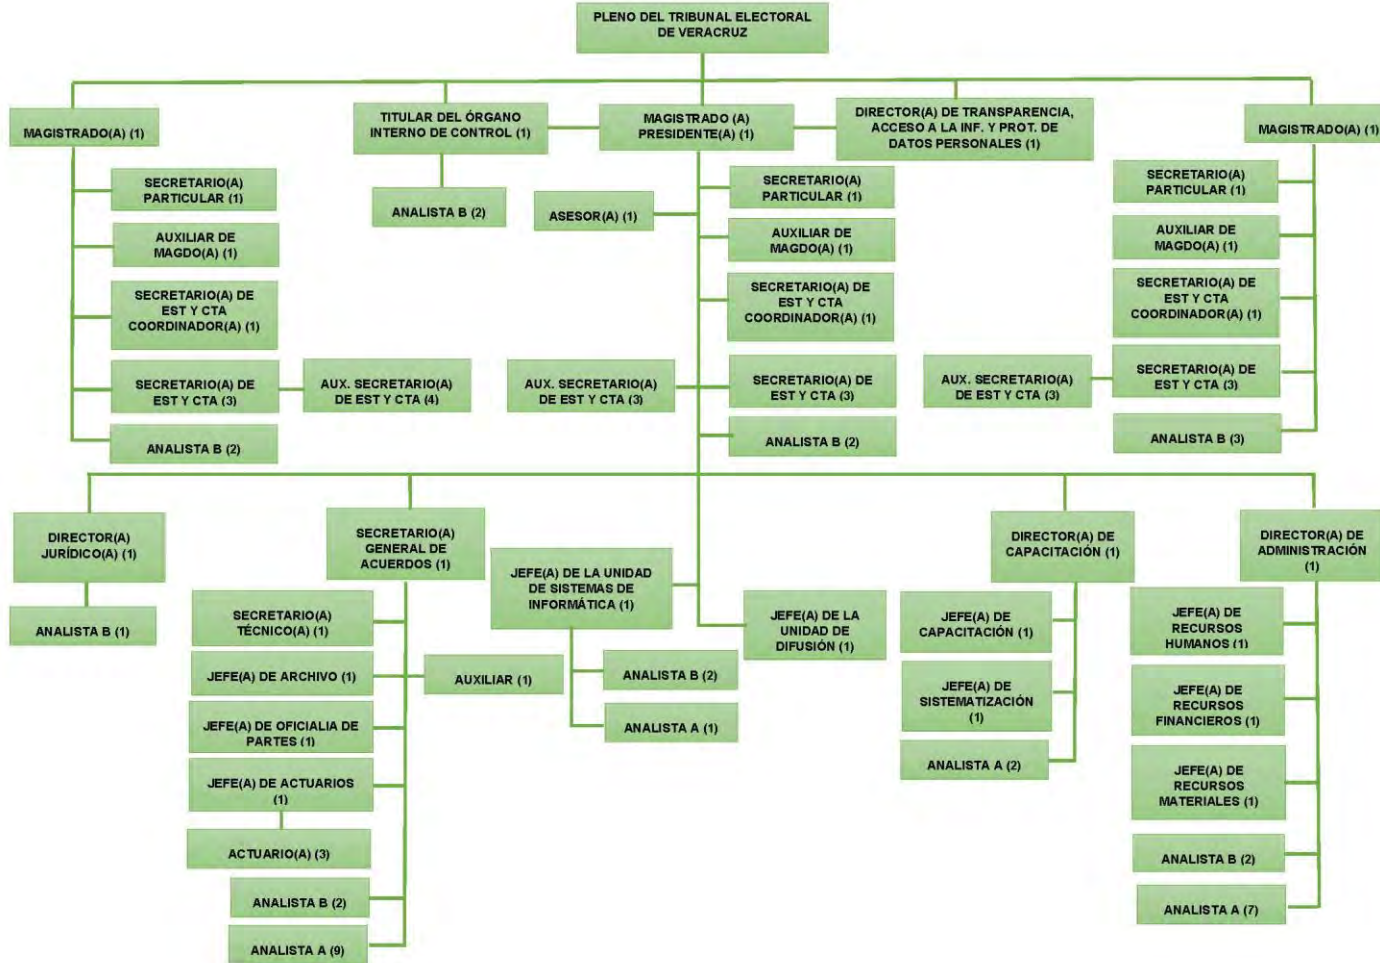 PLENO DEL TRIBUNAL ELECTORAL
DE VERACRUZ
MAGISTRADO(A) (1)
TITULAR DEL ÓRGANO
INTERNO DE CONTROL (1)
MAGISTRADO (A)
PRESIDENTE(A) (1)
DIRECTOR(A) DE TRANSPARENCIA,
ACCESO A LA INF. Y PROT. DE
DATOS PERSONALES (1)
MAGISTRADO(A) (1)
SECRETARIO(A)
PARTICULAR (1)
AUXILIAR DE
MAGDO(A) (1)
SECRETARIO(A) DE
EST Y CTA
COORDINADOR(A) (1)
SECRETARIO(A) DE
EST Y CTA (3)
AUX. SECRETARIO(A)
DE EST Y CTA (4)
ANALISTA B (2)
ANALISTA B (2)
ASESOR(A) (1)
SECRETARIO(A)
PARTICULAR (1)
AUXILIAR DE
MAGDO(A) (1)
SECRETARIO(A) DE
EST Y CTA
COORDINADOR(A) (1)
AUX. SECRETARIO(A)
DE EST Y CTA (3)
SECRETARIO(A) DE
EST Y CTA (3)
ANALISTA B (2)
SECRETARIO(A)
PARTICULAR (1)
AUXILIAR DE
MAGDO(A) (1)
SECRETARIO(A) DE
EST Y CTA
COORDINADOR(A) (1)
AUX. SECRETARIO(A)
DE EST Y CTA (3)
SECRETARIO(A) DE
EST Y CTA (3)
ANALISTA B (3)
DIRECTOR(A)
JURÍDICO(A) (1)
ANALISTA B (1)
SECRETARIO(A)
GENERAL DE
ACUERDOS (1)
SECRETARIO(A)
TÉCNICO(A) (1)
JEFE(A) DE ARCHIVO (1)
AUXILIAR (1)
JEFE(A) DE OFICIALIA DE
PARTES (1)
JEFE(A) DE ACTUARIOS
(1)
ACTUARIO(A) (3)
ANALISTA B (2)
ANALISTA A (9)
JEFE(A) DE LA UNIDAD
DE SISTEMAS DE
INFORMÁTICA (1)
ANALISTA B (2)
ANALISTA A (1)
JEFE(A) DE LA
UNIDAD DE
DIFUSIÓN (1)
DIRECTOR(A) DE
CAPACITACIÓN (1)
JEFE(A) DE
CAPACITACIÓN (1)
JEFE(A) DE
SISTEMATIZACIÓN
(1)
ANALISTA A (2)
DIRECTOR(A) DE
ADMINISTRACIÓN
(1)
JEFE(A) DE
RECURSOS
HUMANOS (1)
JEFE(A) DE
RECURSOS
FINANCIEROS (1)
JEFE(A) DE
RECURSOS
MATERIALES (1)
ANALISTA B (2)
ANALISTA A (7)